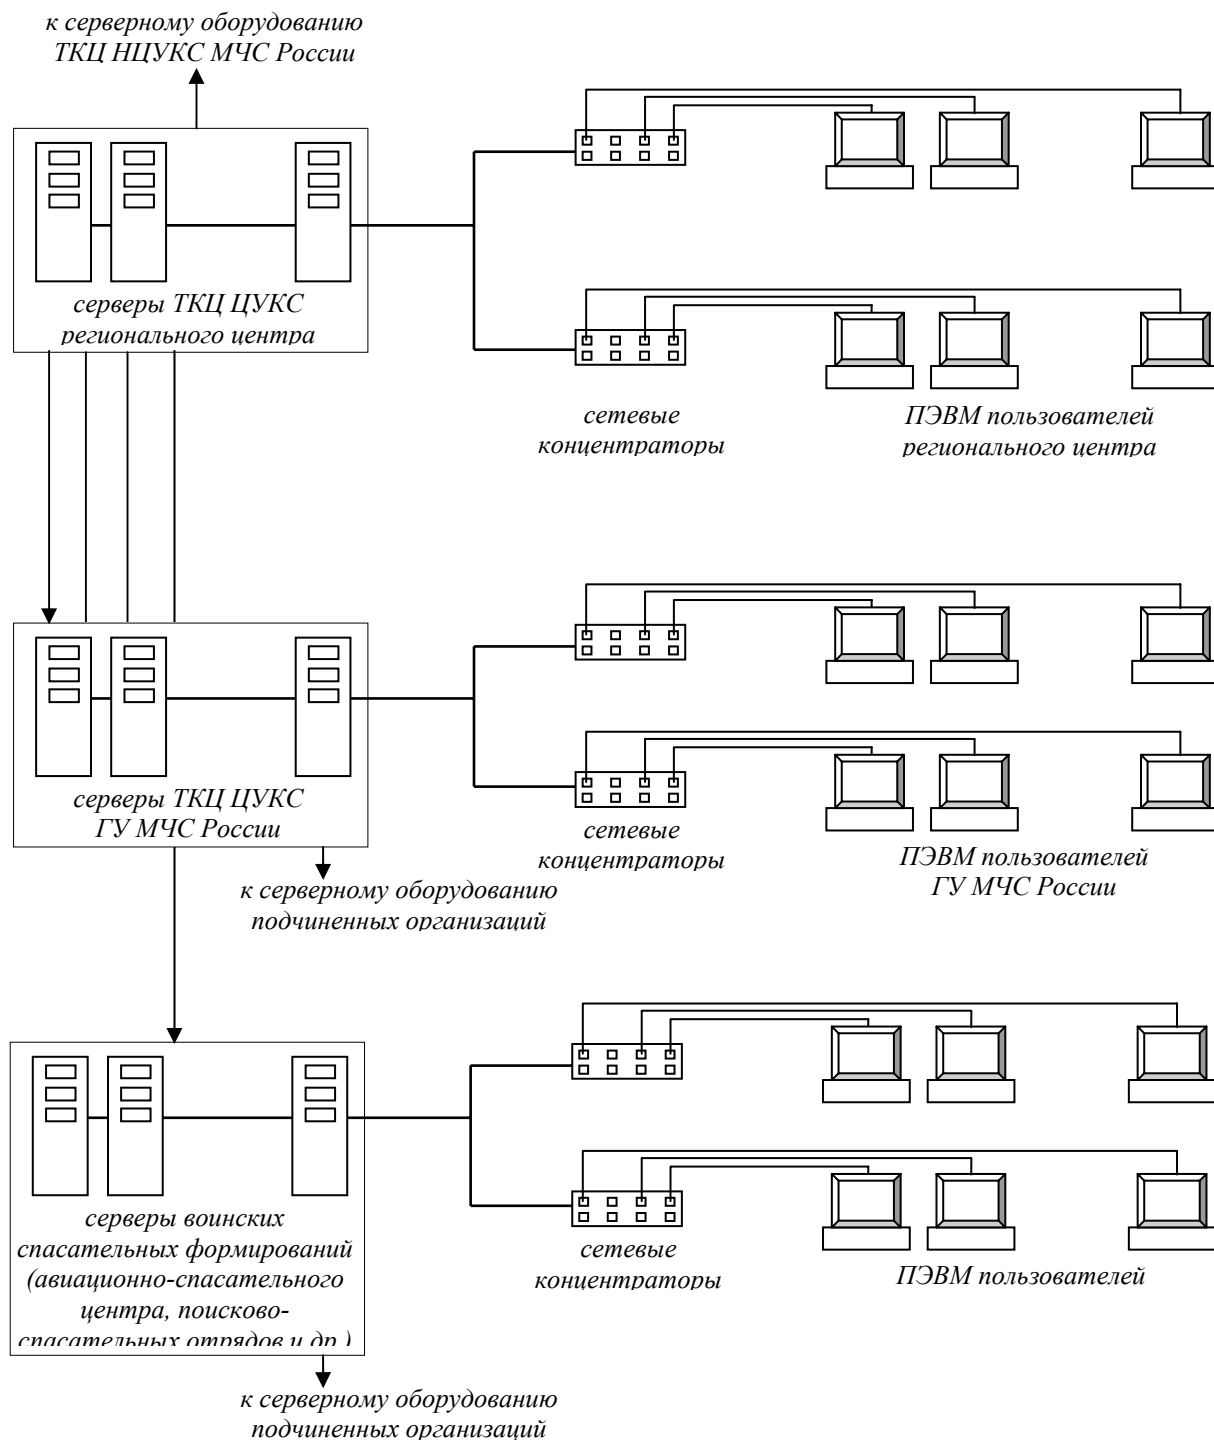 к серверному оборудованию
ТКЦ НЦУКС МЧС России
серверы ТКЦ ЦУКС
регионального центра
сетевые
концентраторы
ПЭВМ пользователей
регионального центра
серверы ТКЦ ЦУКС
ГУ МЧС России
сетевые
концентраторы
ПЭВМ пользователей
ГУ МЧС России
к серверному оборудованию
подчиненных организаций
серверы воинских
спасательных формирований
(авиационно-спасательного
центра, поисково-
спасательных отрядов и др.)
сетевые
концентраторы
ПЭВМ пользователей
к серверному оборудованию
подчиненных организаций